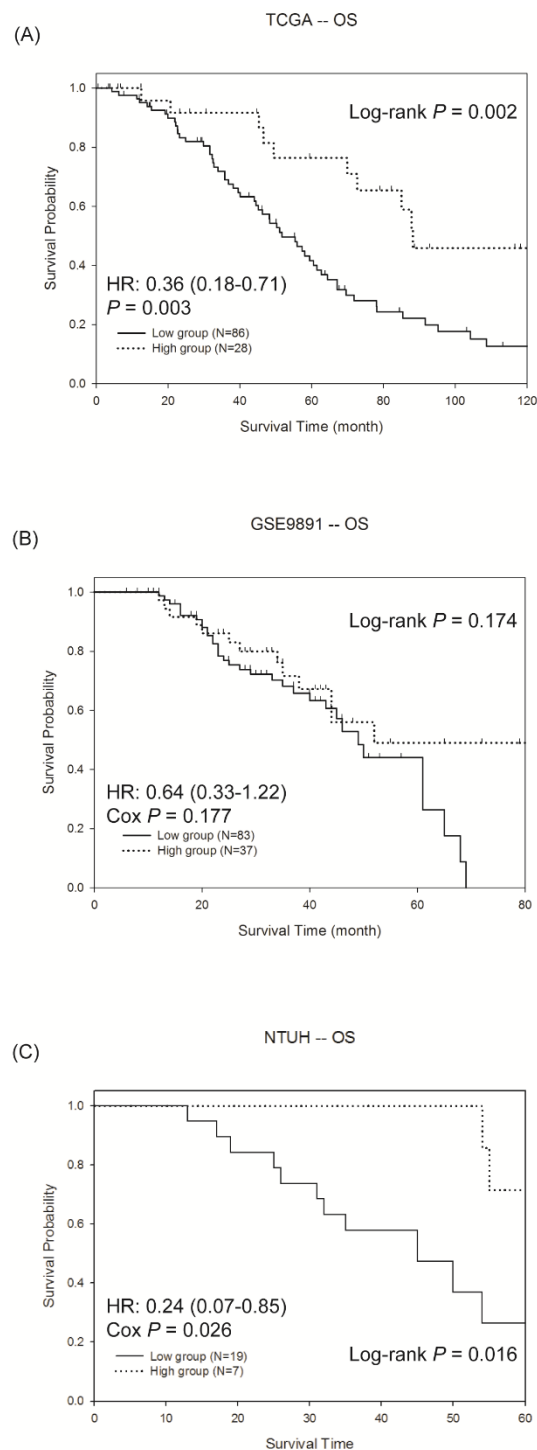 (A)
TCGA -- OS
Log-rank P = 0.002
HR: 0.36 (0.18-0.71)
P = 0.003
Low group (N=86)
High group (N=28)
Survival Probability
1.0
0.8
0.6
0.4
0.2
0.0
0 20 40 60 80 100 120
Survival Time (month)
(B)
GSE9891 -- OS
Log-rank P = 0.174
HR: 0.64 (0.33-1.22)
Cox P = 0.177
Low group (N=83)
High group (N=37)
Survival Probability
1.0
0.8
0.6
0.4
0.2
0.0
0 20 40 60 80
Survival Time (month)
(C)
NTUH -- OS
HR: 0.24 (0.07-0.85)
Cox P = 0.026
Low group (N=19)
High group (N=7)
Log-rank P = 0.016
Survival Probability
1.0
0.8
0.6
0.4
0.2
0.0
0 10 20 30 40 50 60
Survival Time